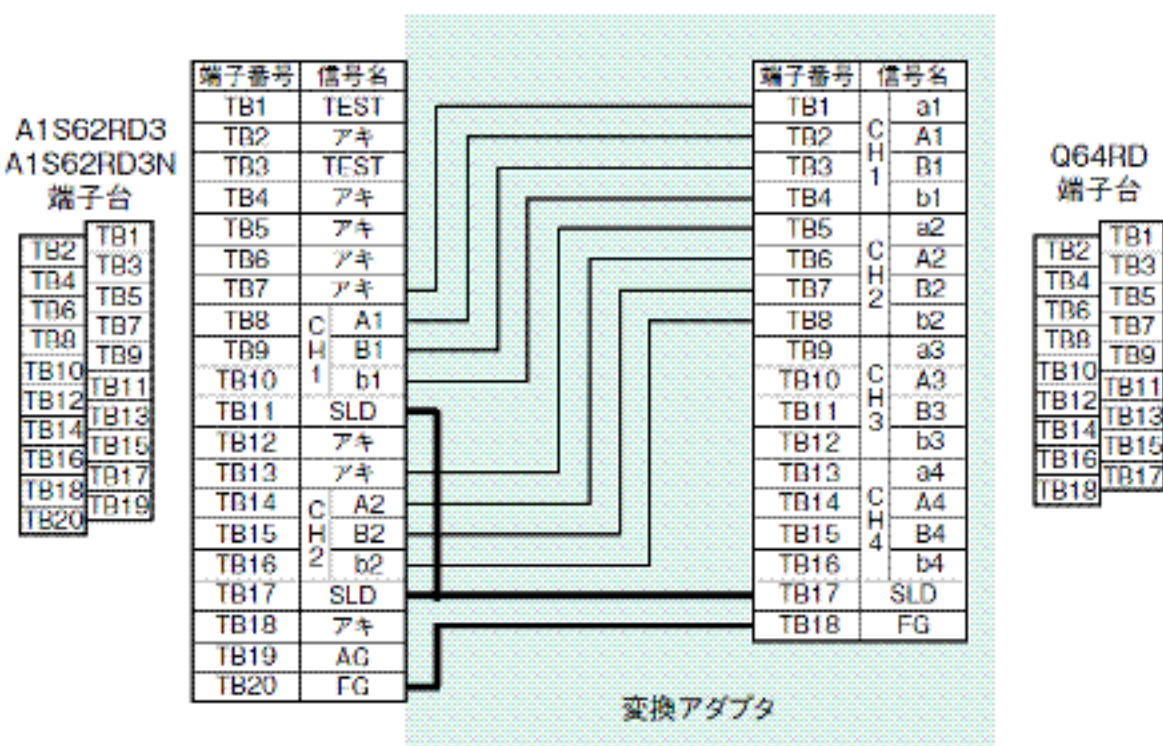 A1S62RD3
A1S62RD3N
端子台
TB2 TB1
TB4 TB3
TB6 TB5
TB8 TB7
TB10 TB9
TB12 TB11
TB14 TB13
TB16 TB15
TB18 TB17
TB20 TB19
端子番号 信号名
TB1 TEST
TB2 アキ
TB3 TEST
TB4 アキ
TB5 アキ
TB6 アキ
TB7 アキ
TB8 A1
TB9 B1
TB10 b1
CH1
TB11 SLD
TB12 アキ
TB13 アキ
TB14 A2
TB15 B2
TB16 b2
CH2
TB17 SLD
TB18 アキ
TB19 AG
TB20 FG
端子番号 信号名
TB1 a1
TB2 A1
TB3 B1
TB4 b1
CH1
TB5 a2
TB6 A2
TB7 B2
TB8 b2
CH2
TB9 a3
TB10 A3
TB11 B3
TB12 b3
CH3
TB13 a4
TB14 A4
TB15 B4
TB16 b4
CH4
TB17 SLD
TB18 FG
変換アダプタ
Q64RD
端子台
TB2 TB1
TB4 TB3
TB6 TB5
TB8 TB7
TB10 TB9
TB12 TB11
TB14 TB13
TB16 TB15
TB18 TB17